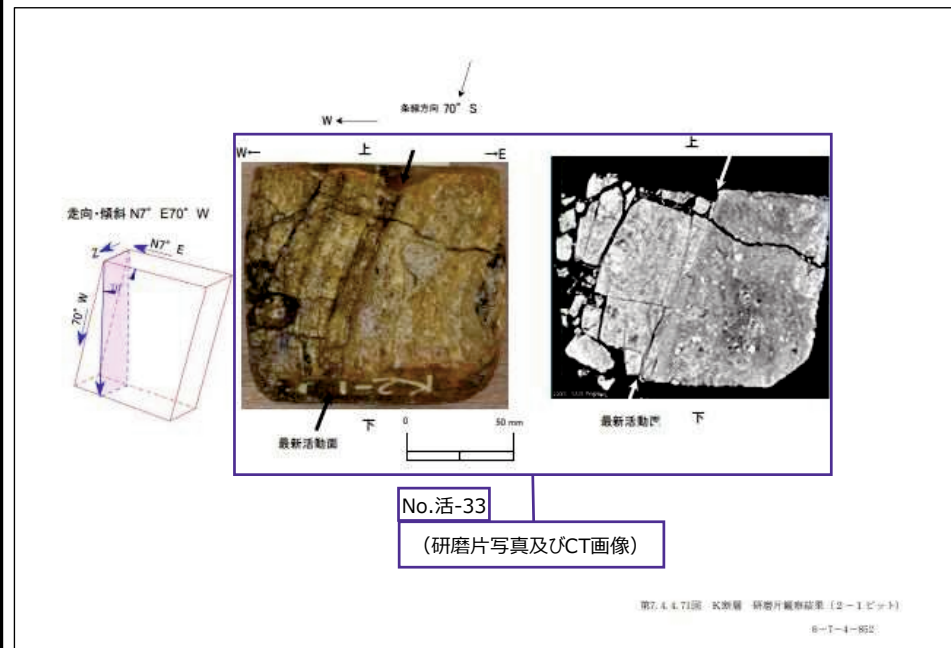 条線方向 70° S
W
上
W←
→E
上
走向・傾斜 N7° E70° W
N7° E
Z
70° W
K2-1
下
0
50 mm
最新活動面
最新活動面
下
No.活-33
（研磨片写真及びCT画像）
第7.4.4.71図 K断層 研磨片観察結果（2－1ピット）
6－7－4－852